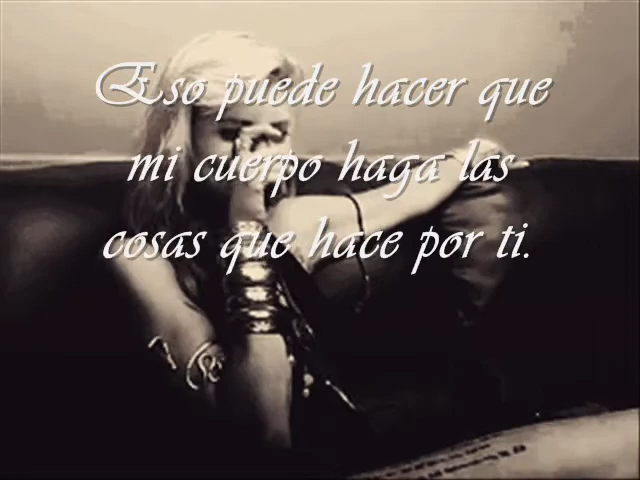 Eso puede hacer que
mi cuerpo haga las
cosas que hace por ti.